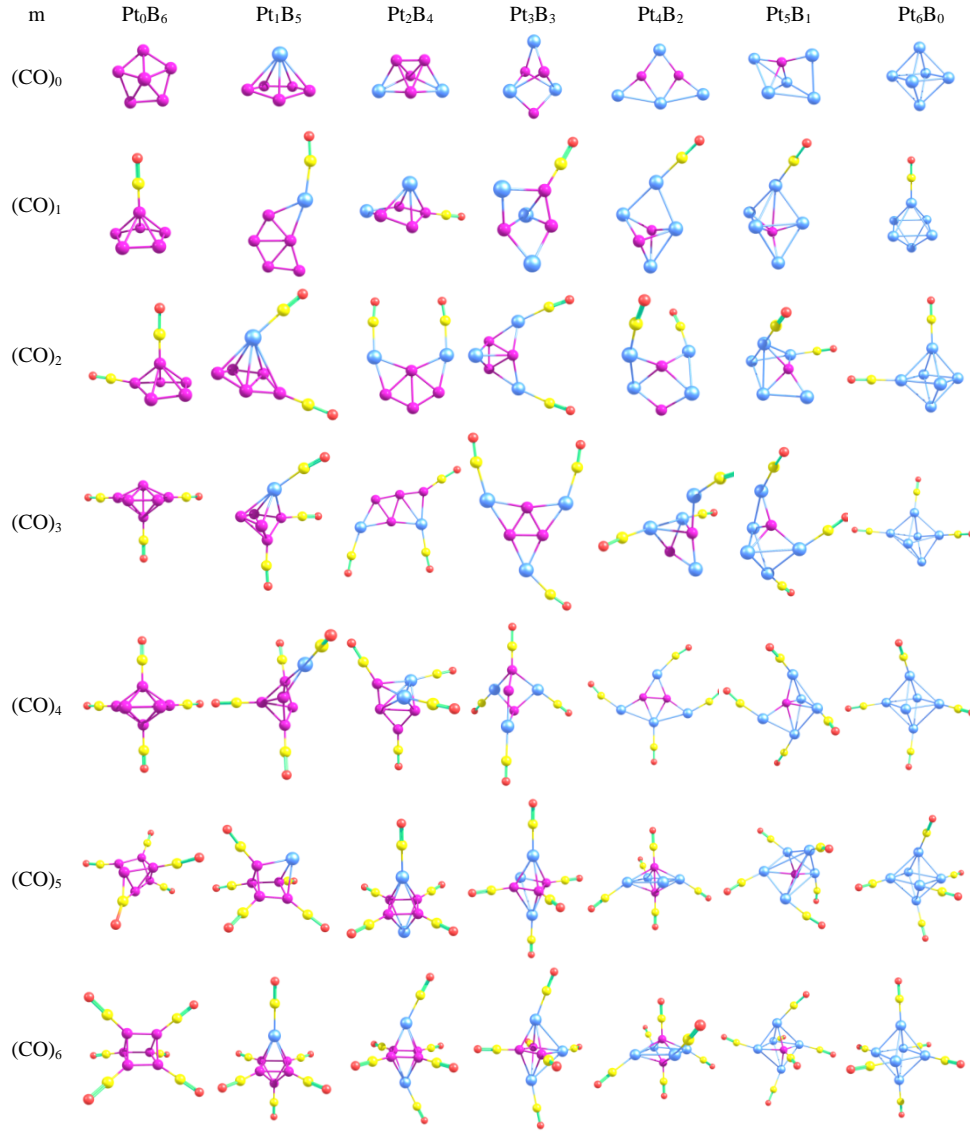 m Pt₀B₆ Pt₁B₅ Pt₂B₄ Pt₃B₃ Pt₄B₂ Pt₅B₁ Pt₆B₀
(CO)₀
(CO)₁
(CO)₂
(CO)₃
(CO)₄
(CO)₅
(CO)₆